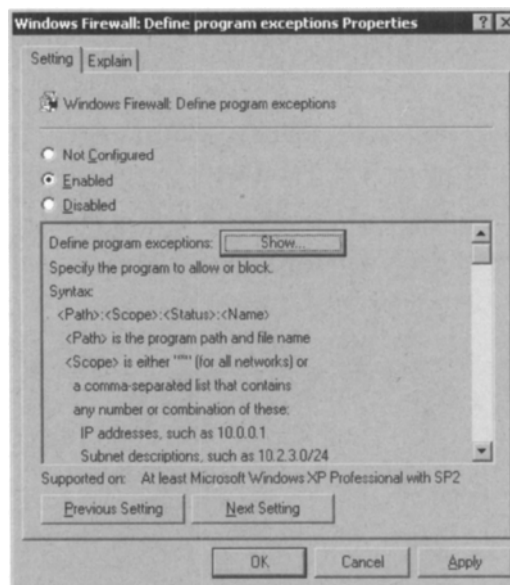 Windows Firewall: Define program exceptions Properties
Setting
Explain
Windows Firewall: Define program exceptions
Not Configured
Enabled
Disabled
Define program exceptions:
Show...
Specify the program to allow or block.
Syntax:
<Path>:<Scope>:<Status>:<Name>
<Path> is the program path and file name
<Scope> is either "*" (for all networks) or
a comma-separated list that contains
any number or combination of these:
IP addresses, such as 10.0.0.1
Subnet descriptions, such as 10.2.3.0/24
Supported on: At least Microsoft Windows XP Professional with SP2
Previous Setting
Next Setting
OK
Cancel
Apply